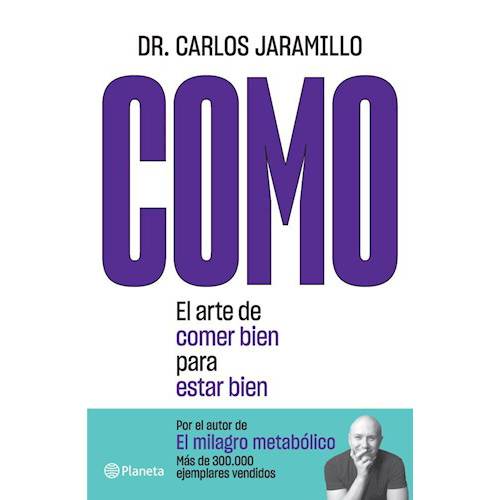 DR. CARLOS JARAMILLO
COMO
El arte de
comer bien
para
estar bien
Por el autor de
El milagro metabólico
Más de 300.000
ejemplares vendidos
Planeta